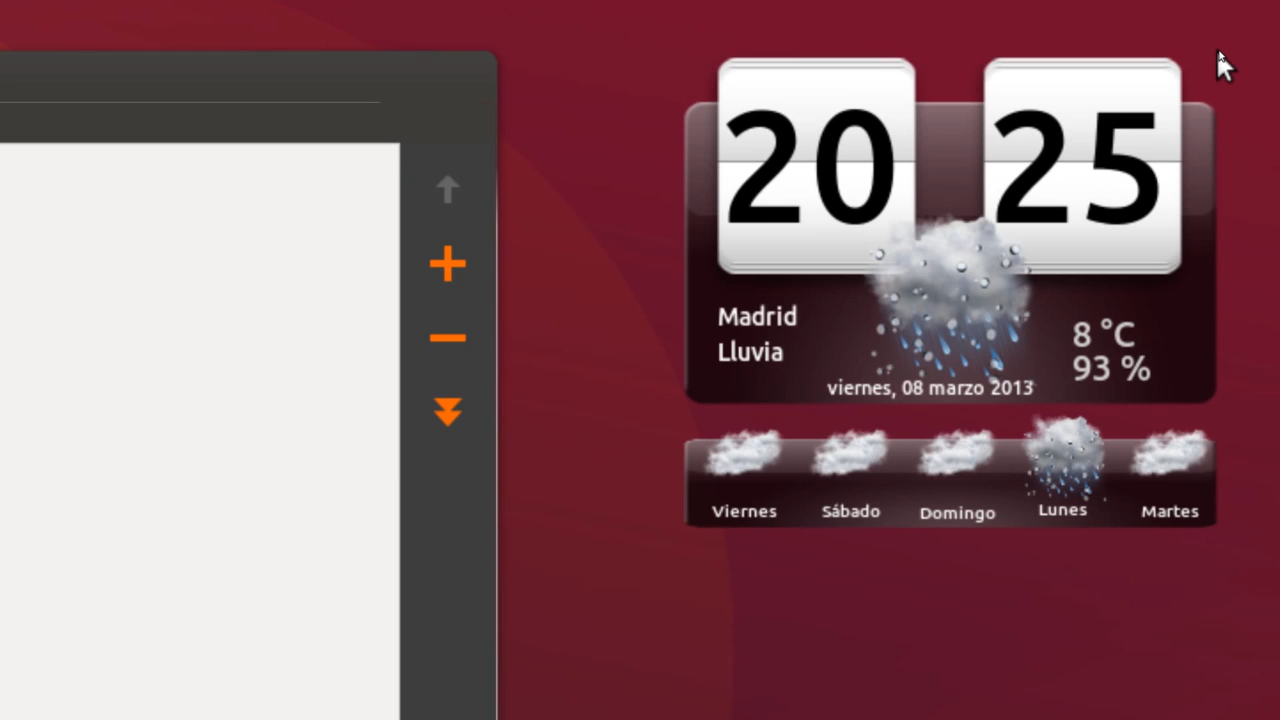 20 25
Madrid
Lluvia
8 °C
93 %
viernes, 08 marzo 2013
Viernes Sábado Domingo Lunes Martes